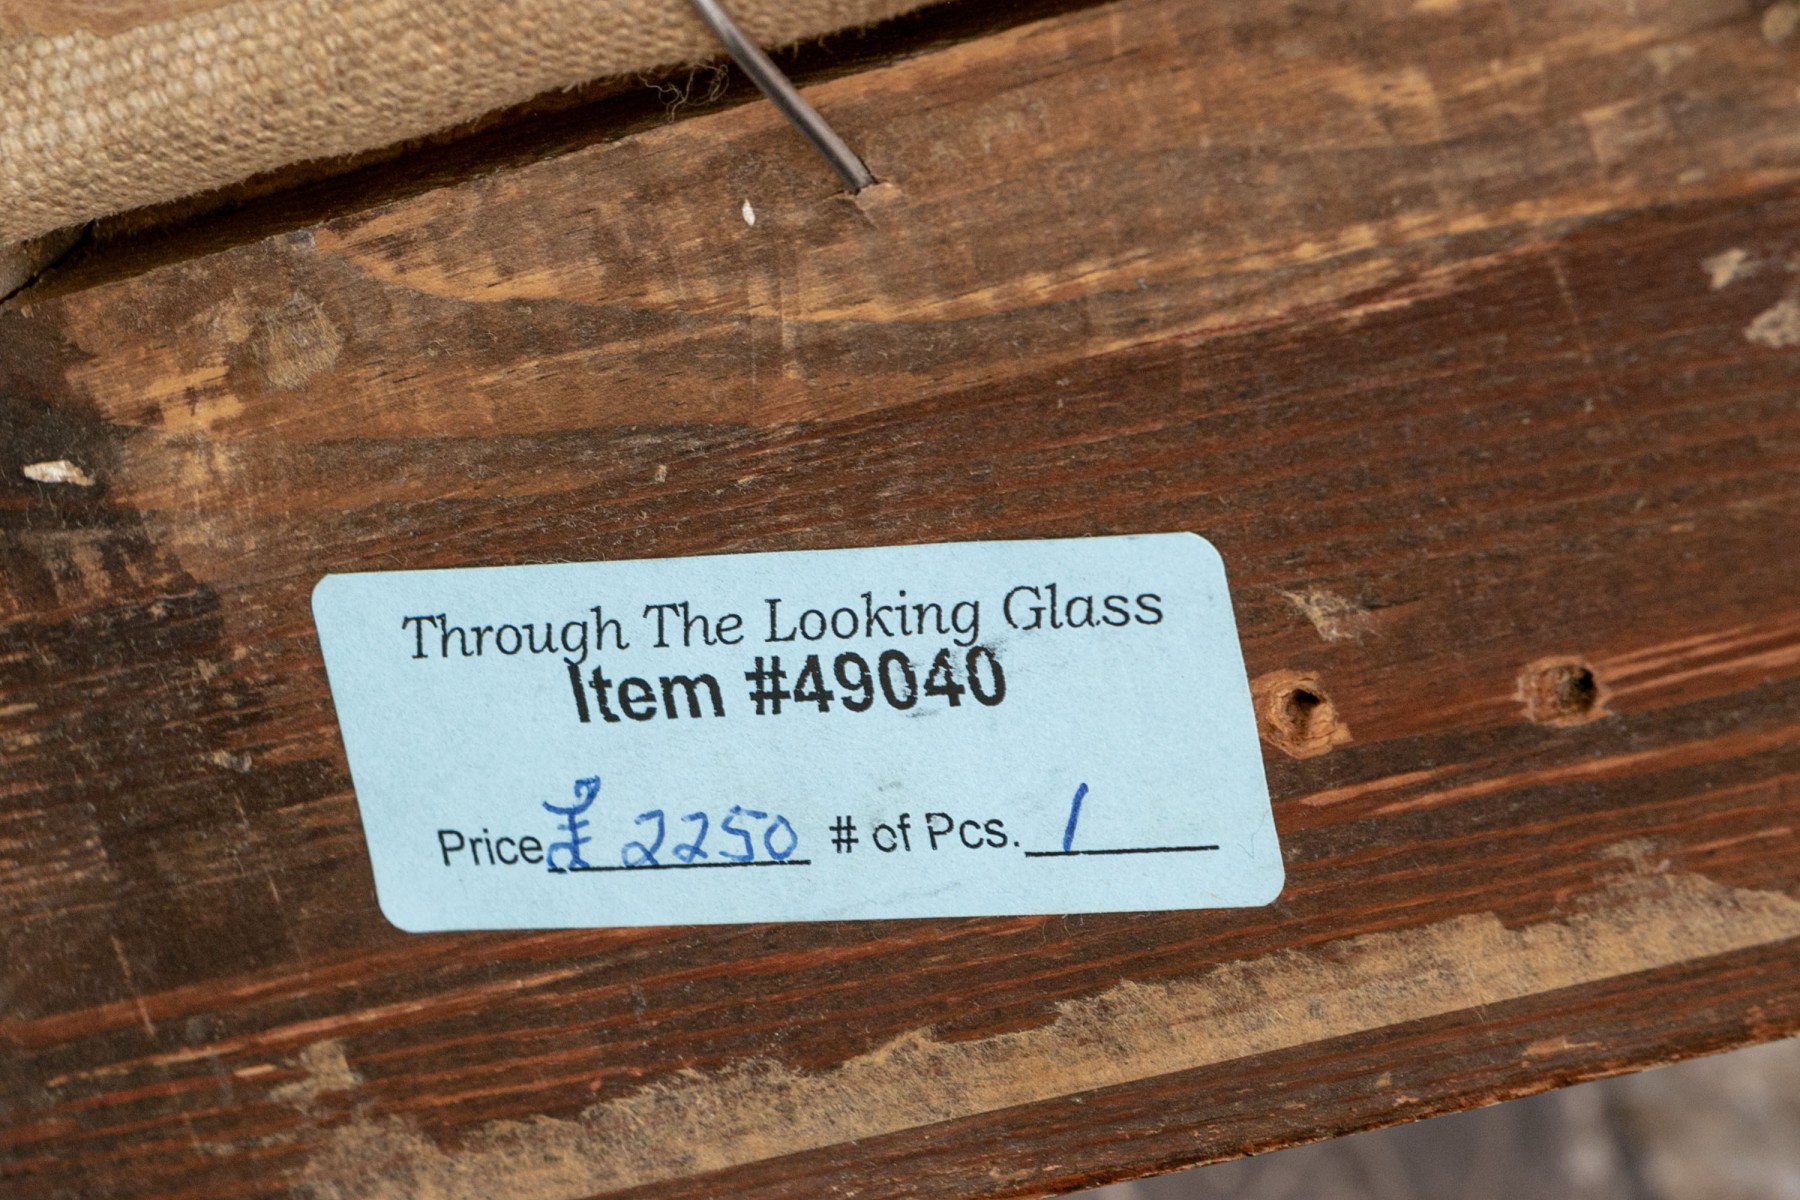 Through The Looking Glass
Item #49040
Price £ 2250 # of Pcs. 1